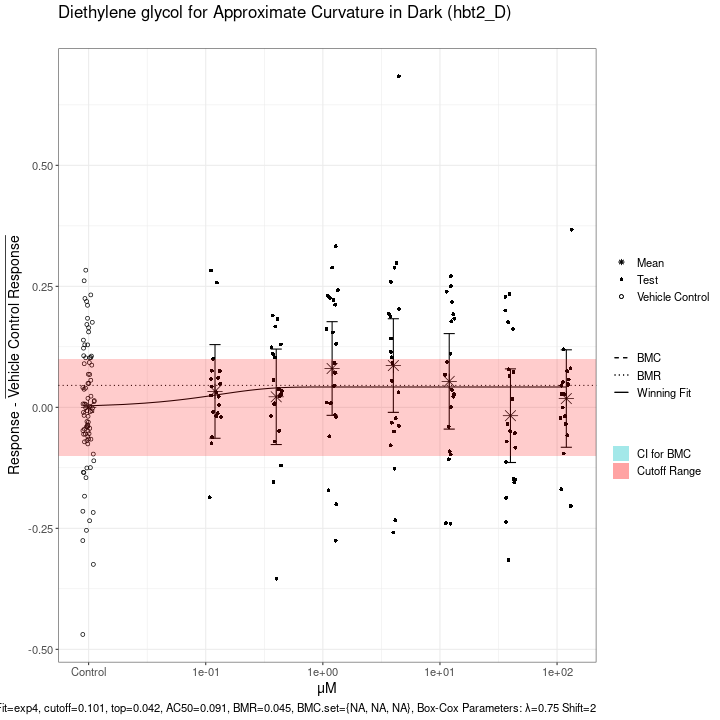 Diethylene glycol for Approximate Curvature in Dark (hbt2_D)
Response - Vehicle Control Response
0.50
0.25
0.00
-0.25
-0.50
Control
1e-01
1e+00
1e+01
1e+02
μM
Mean
Test
Vehicle Control
BMC
BMR
Winning Fit
CI for BMC
Cutoff Range
Fit=exp4, cutoff=0.101, top=0.042, AC50=0.091, BMR=0.045, BMC.set={NA, NA, NA}, Box-Cox Parameters: λ=0.75 Shift=2